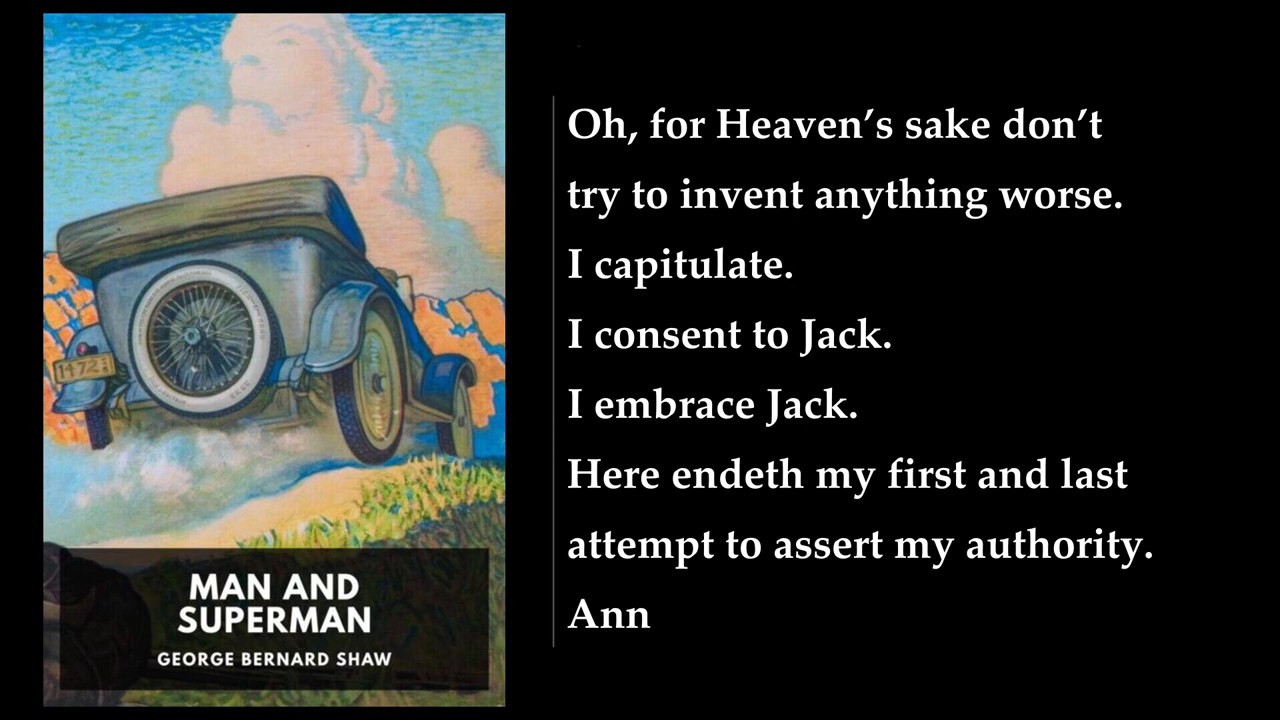 Oh, for Heaven’s sake don’t
try to invent anything worse.
I capitulate.
I consent to Jack.
I embrace Jack.
Here endeth my first and last
attempt to assert my authority.
Ann
1472
MAN AND
SUPERMAN
GEORGE BERNARD SHAW